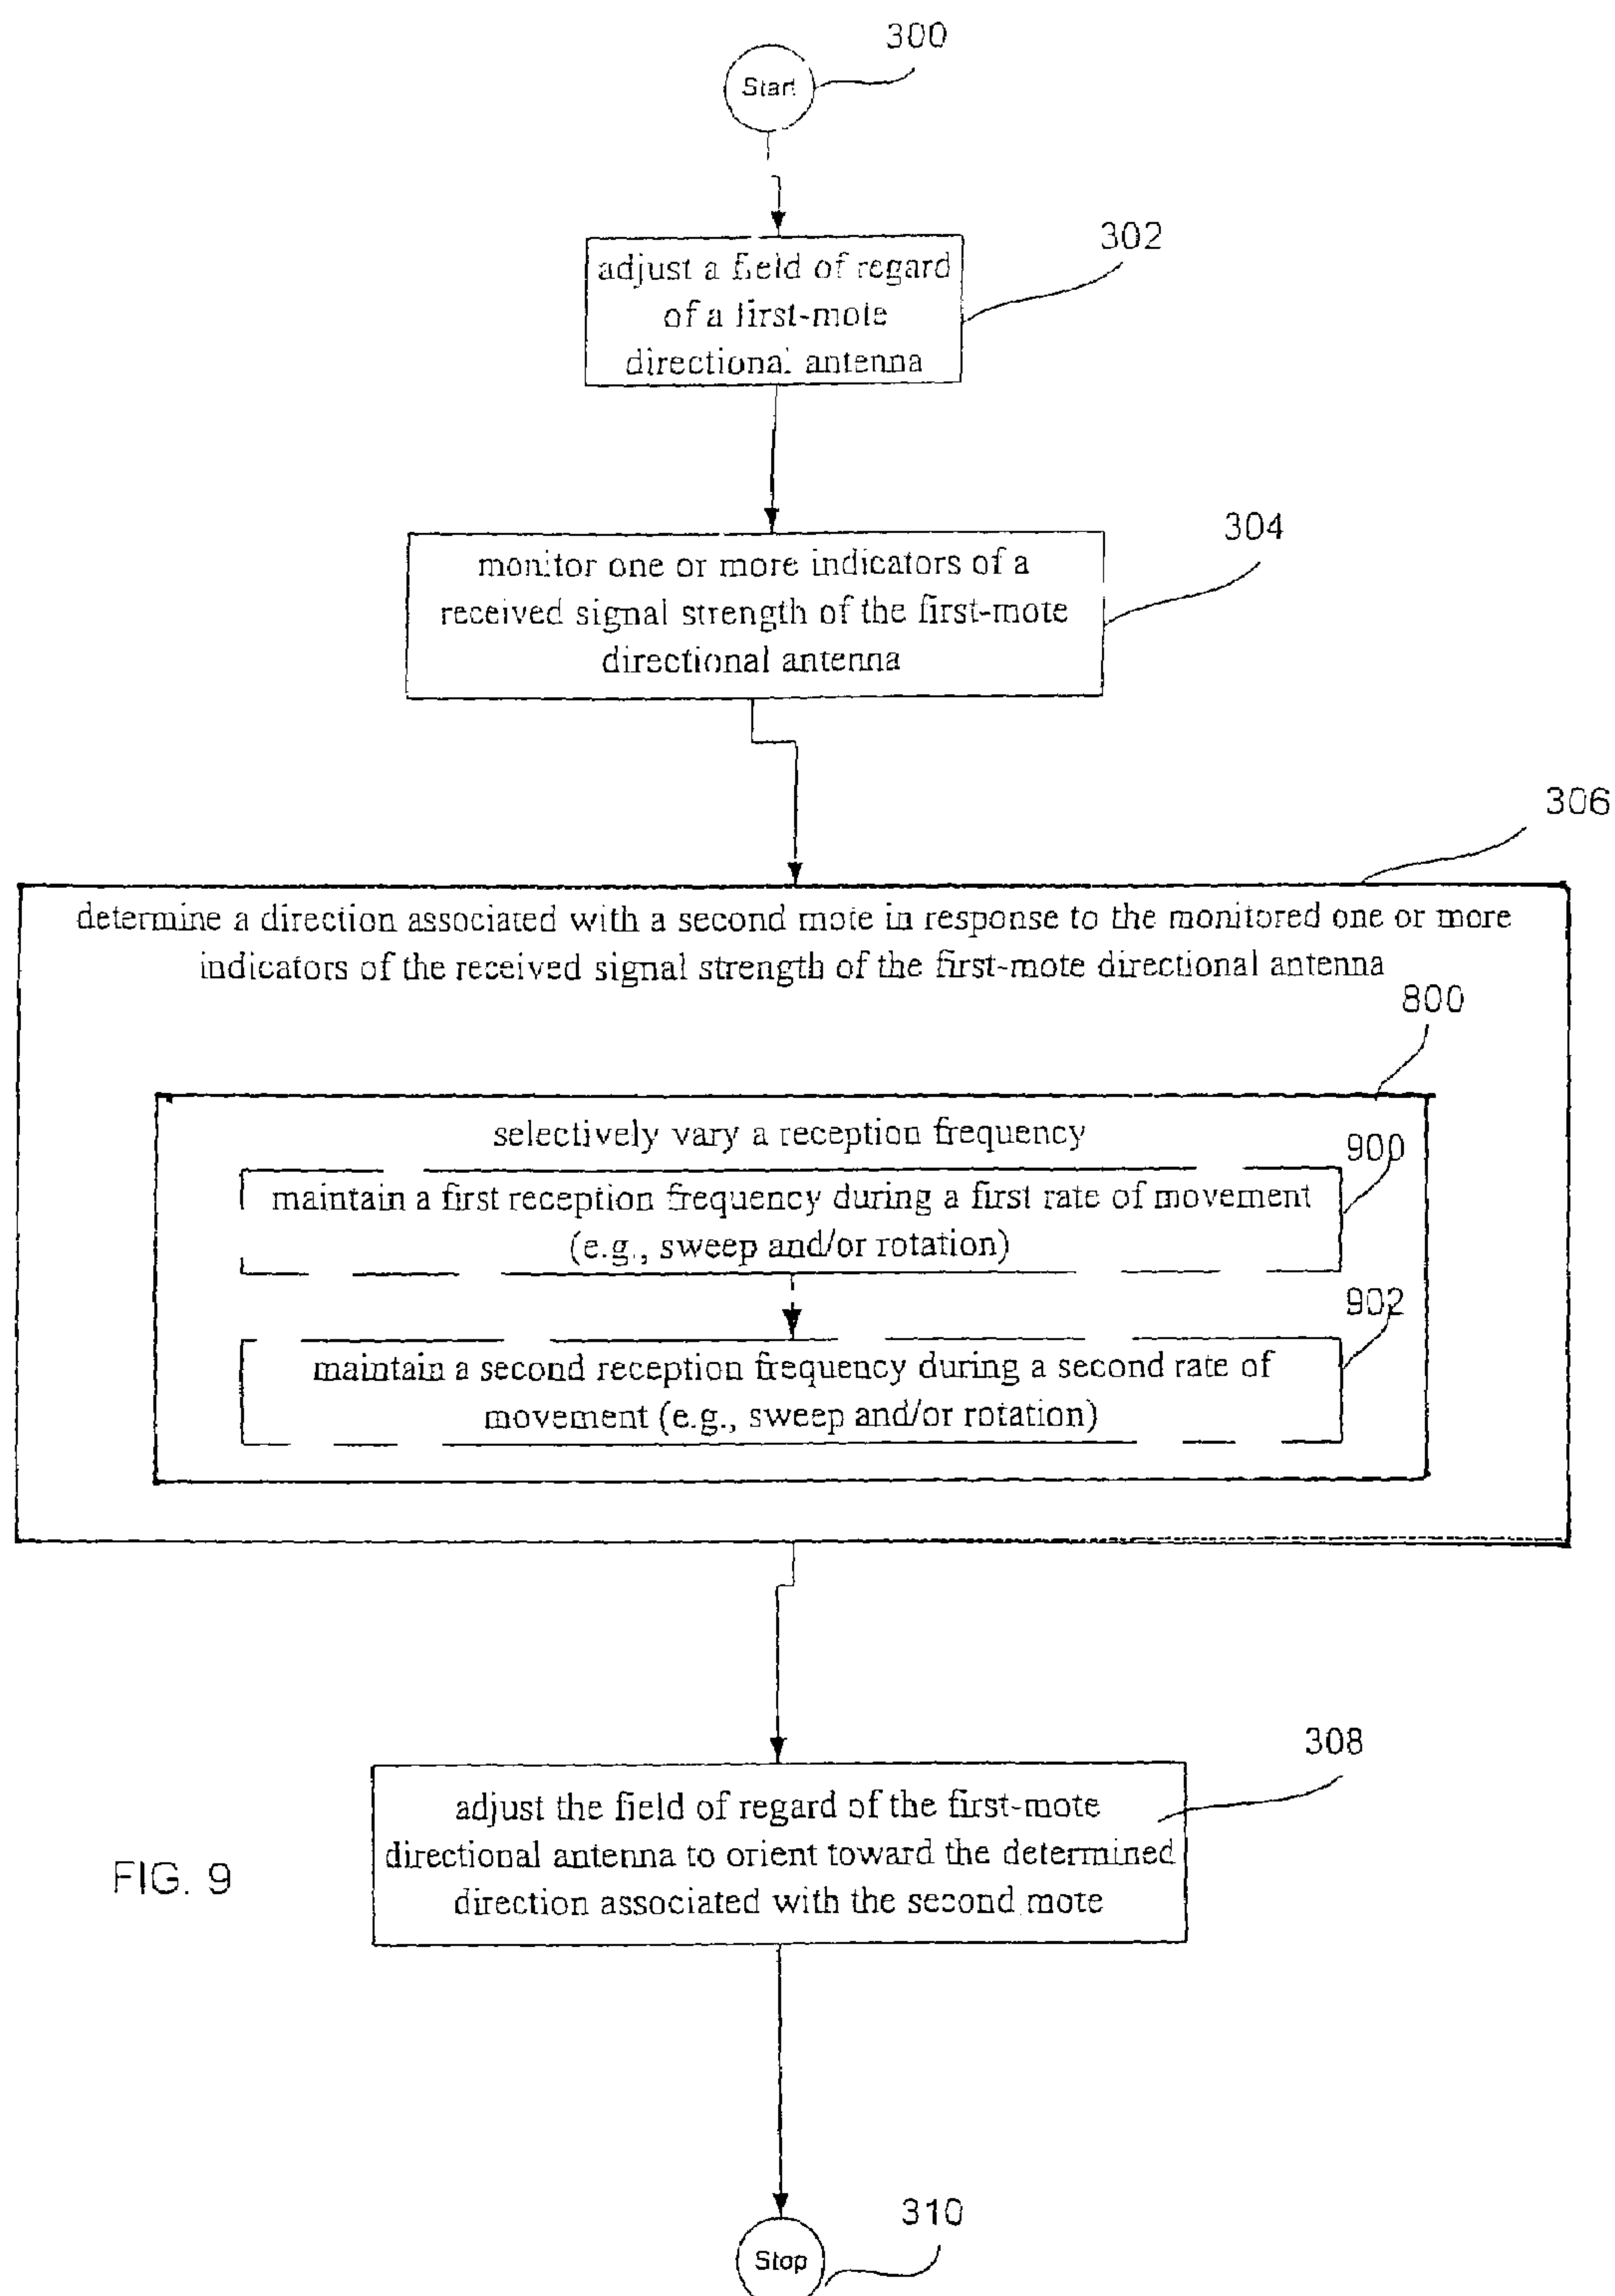 300
Start
302
adjust a field of regard
of a first-mote
directional antenna
304
monitor one or more indicators of a
received signal strength of the first-mote
directional antenna
306
determine a direction associated with a second mote in response to the monitored one or more
indicators of the received signal strength of the first-mote directional antenna
800
selectively vary a reception frequency
900
maintain a first reception frequency during a first rate of movement
(e.g., sweep and/or rotation)
902
maintain a second reception frequency during a second rate of
movement (e.g., sweep and/or rotation)
308
adjust the field of regard of the first-mote
directional antenna to orient toward the determined
direction associated with the second mote
FIG. 9
310
Stop